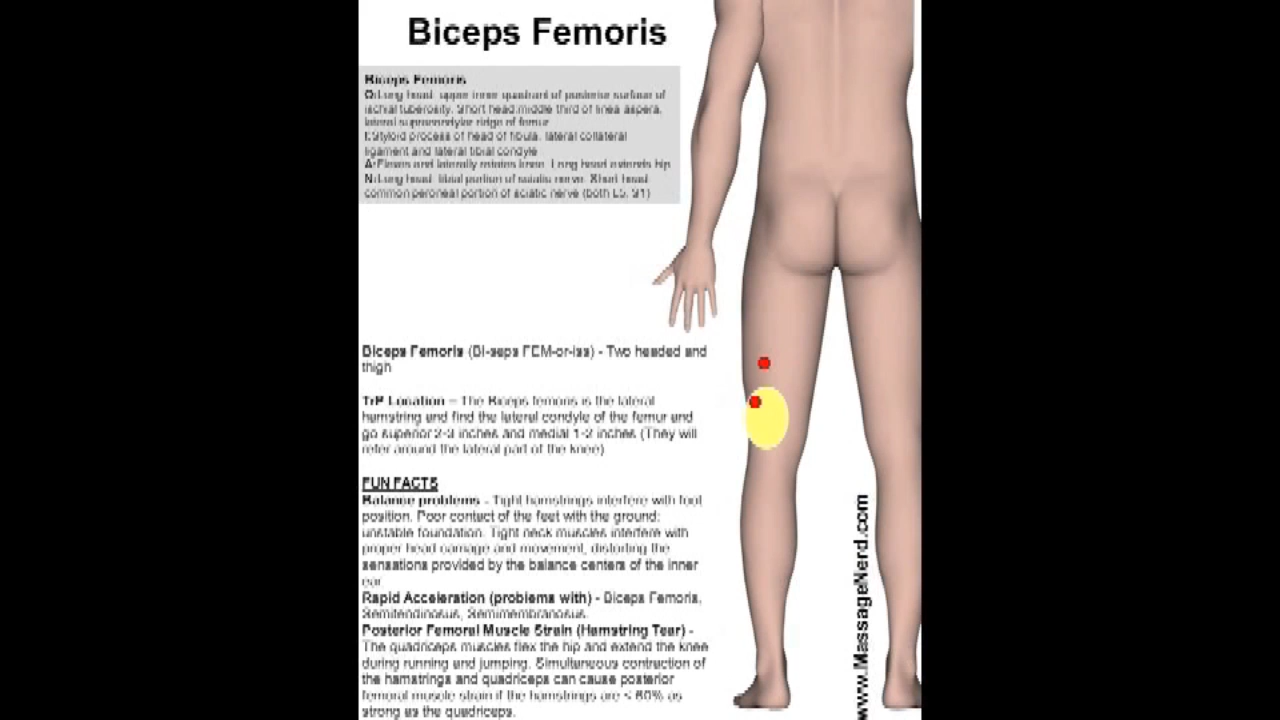 Biceps Femoris
Biceps Femoris
O:Long head: upper inner quadrant of posterior surface of
ischial tuberosity. Short head:middle third of linea aspera,
lateral supracondylar ridge of femur
I:Styloid process of head of fibula. lateral collateral
ligament and lateral tibial condyle
A:Flexes and laterally rotates knee. Long head extends hip
N:Long head: tibial portion of sciatic nerve. Short head:
common peroneal portion of sciatic nerve (both L5, S1)
Biceps Femoris (BI-seps FEM-or-iss) - Two headed and
thigh
TrP Location – The Biceps femoris is the lateral
hamstring and find the lateral condyle of the femur and
go superior 2-3 inches and medial 1-2 inches (They will
refer around the lateral part of the knee)
FUN FACTS
Balance problems - Tight hamstrings interfere with foot
position. Poor contact of the feet with the ground:
unstable foundation. Tight neck muscles interfere with
proper head carriage and movement, distorting the
sensations provided by the balance centers of the inner
ear
Rapid Acceleration (problems with) - Biceps Femoris,
Semitendinosus, Semimembranosus
Posterior Femoral Muscle Strain (Hamstring Tear) -
The quadriceps muscles flex the hip and extend the knee
during running and jumping. Simultaneous contraction of
the hamstrings and quadriceps can cause posterior
femoral muscle strain if the hamstrings are < 60% as
strong as the quadriceps.
www.MassageNerd.com